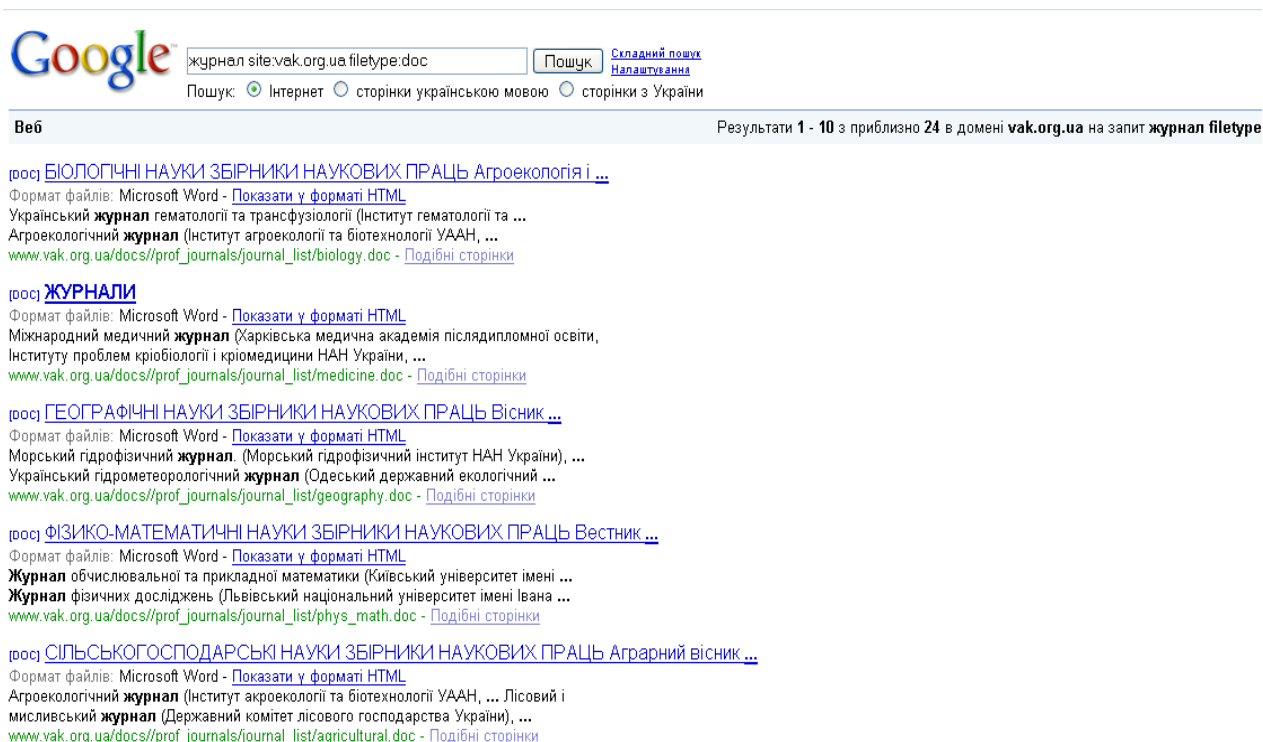 Google™ журнал site:vak.org.ua filetype:doc Пошук Складний пошук
Налаштування
Пошук: Інтернет сторінки українською мовою сторінки з України
Веб Результати 1 - 10 з приблизно 24 в домені vak.org.ua на запит журнал filetype
[DOC] БІОЛОГІЧНІ НАУКИ ЗБІРНИКИ НАУКОВИХ ПРАЦЬ Агроекологія і ...
Формат файлів: Microsoft Word - Показати у форматі HTML
Український журнал гематології та трансфузіології (Інститут гематології та ...
Агроекологічний журнал (Інститут агроекології та біотехнології УААН, ...
www.vak.org.ua/docs//prof_journals/journal_list/biology.doc - Подібні сторінки
[DOC] ЖУРНАЛИ
Формат файлів: Microsoft Word - Показати у форматі HTML
Міжнародний медичний журнал (Харківська медична академія післядипломної освіти,
Інституту проблем кріобіології і кріомедицини НАН України, ...
www.vak.org.ua/docs//prof_journals/journal_list/medicine.doc - Подібні сторінки
[DOC] ГЕОГРАФІЧНІ НАУКИ ЗБІРНИКИ НАУКОВИХ ПРАЦЬ Вісник ...
Формат файлів: Microsoft Word - Показати у форматі HTML
Морський гідрофізичний журнал. (Морський гідрофізичний інститут НАН України), ...
Український гідрометеорологічний журнал (Одеський державний екологічний ...
www.vak.org.ua/docs//prof_journals/journal_list/geography.doc - Подібні сторінки
[DOC] ФІЗИКО-МАТЕМАТИЧНІ НАУКИ ЗБІРНИКИ НАУКОВИХ ПРАЦЬ Вестник ...
Формат файлів: Microsoft Word - Показати у форматі HTML
Журнал обчислювальної та прикладної математики (Київський університет імені ...
Журнал фізичних досліджень (Львівський національний університет імені Івана ...
www.vak.org.ua/docs//prof_journals/journal_list/phys_math.doc - Подібні сторінки
[DOC] СІЛЬСЬКОГОСПОДАРСЬКІ НАУКИ ЗБІРНИКИ НАУКОВИХ ПРАЦЬ Аграрний вісник ...
Формат файлів: Microsoft Word - Показати у форматі HTML
Агроекологічний журнал (Інститут акроекології та біотехнології УААН, ... Лісовий і
мисливський журнал (Державний комітет лісового господарства України), ...
www.vak.org.ua/docs//prof_journals/journal_list/agricultural.doc - Подібні сторінки